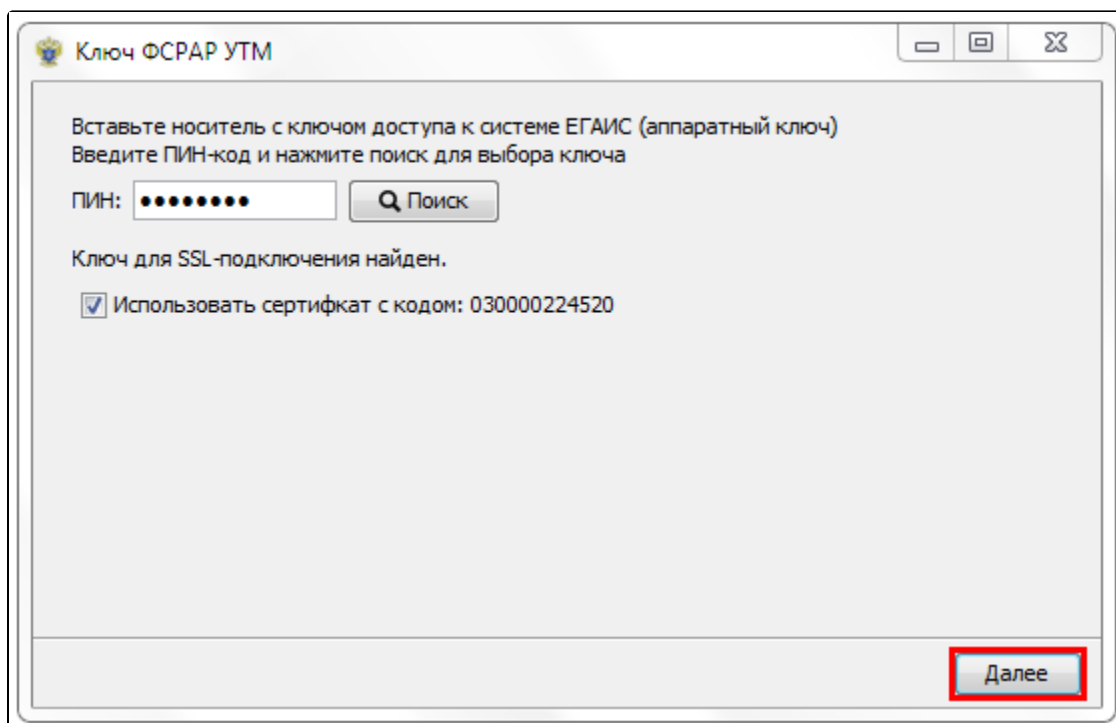 Ключ ФСРАР УТМ
Вставьте носитель с ключом доступа к системе ЕГАИС (аппаратный ключ)
Введите ПИН-код и нажмите поиск для выбора ключа
ПИН: •••••••• Поиск
Ключ для SSL-подключения найден.
Использовать сертифкат с кодом: 030000224520
Далее